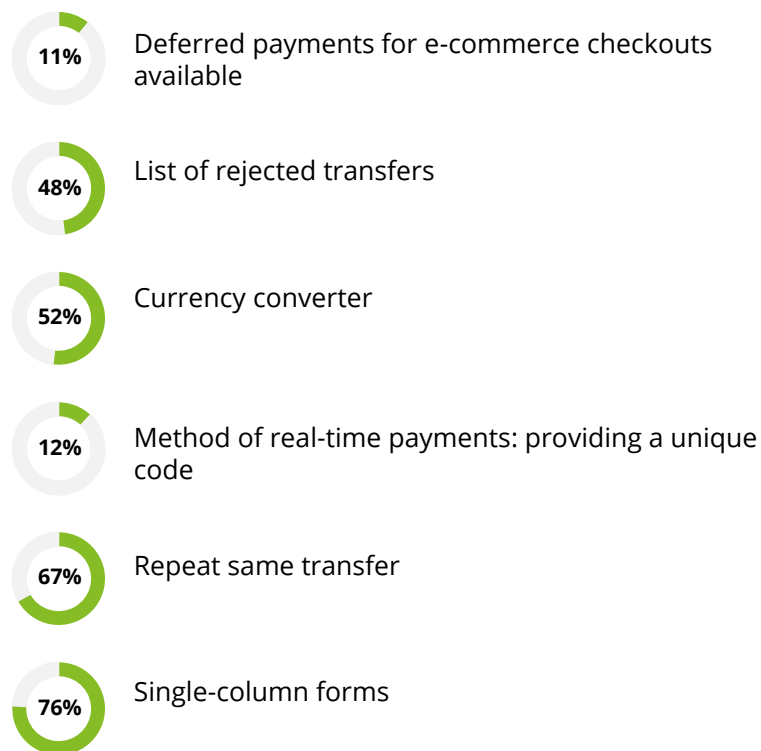 11%
Deferred payments for e-commerce checkouts
available
48%
List of rejected transfers
52%
Currency converter
12%
Method of real-time payments: providing a unique
code
67%
Repeat same transfer
76%
Single-column forms